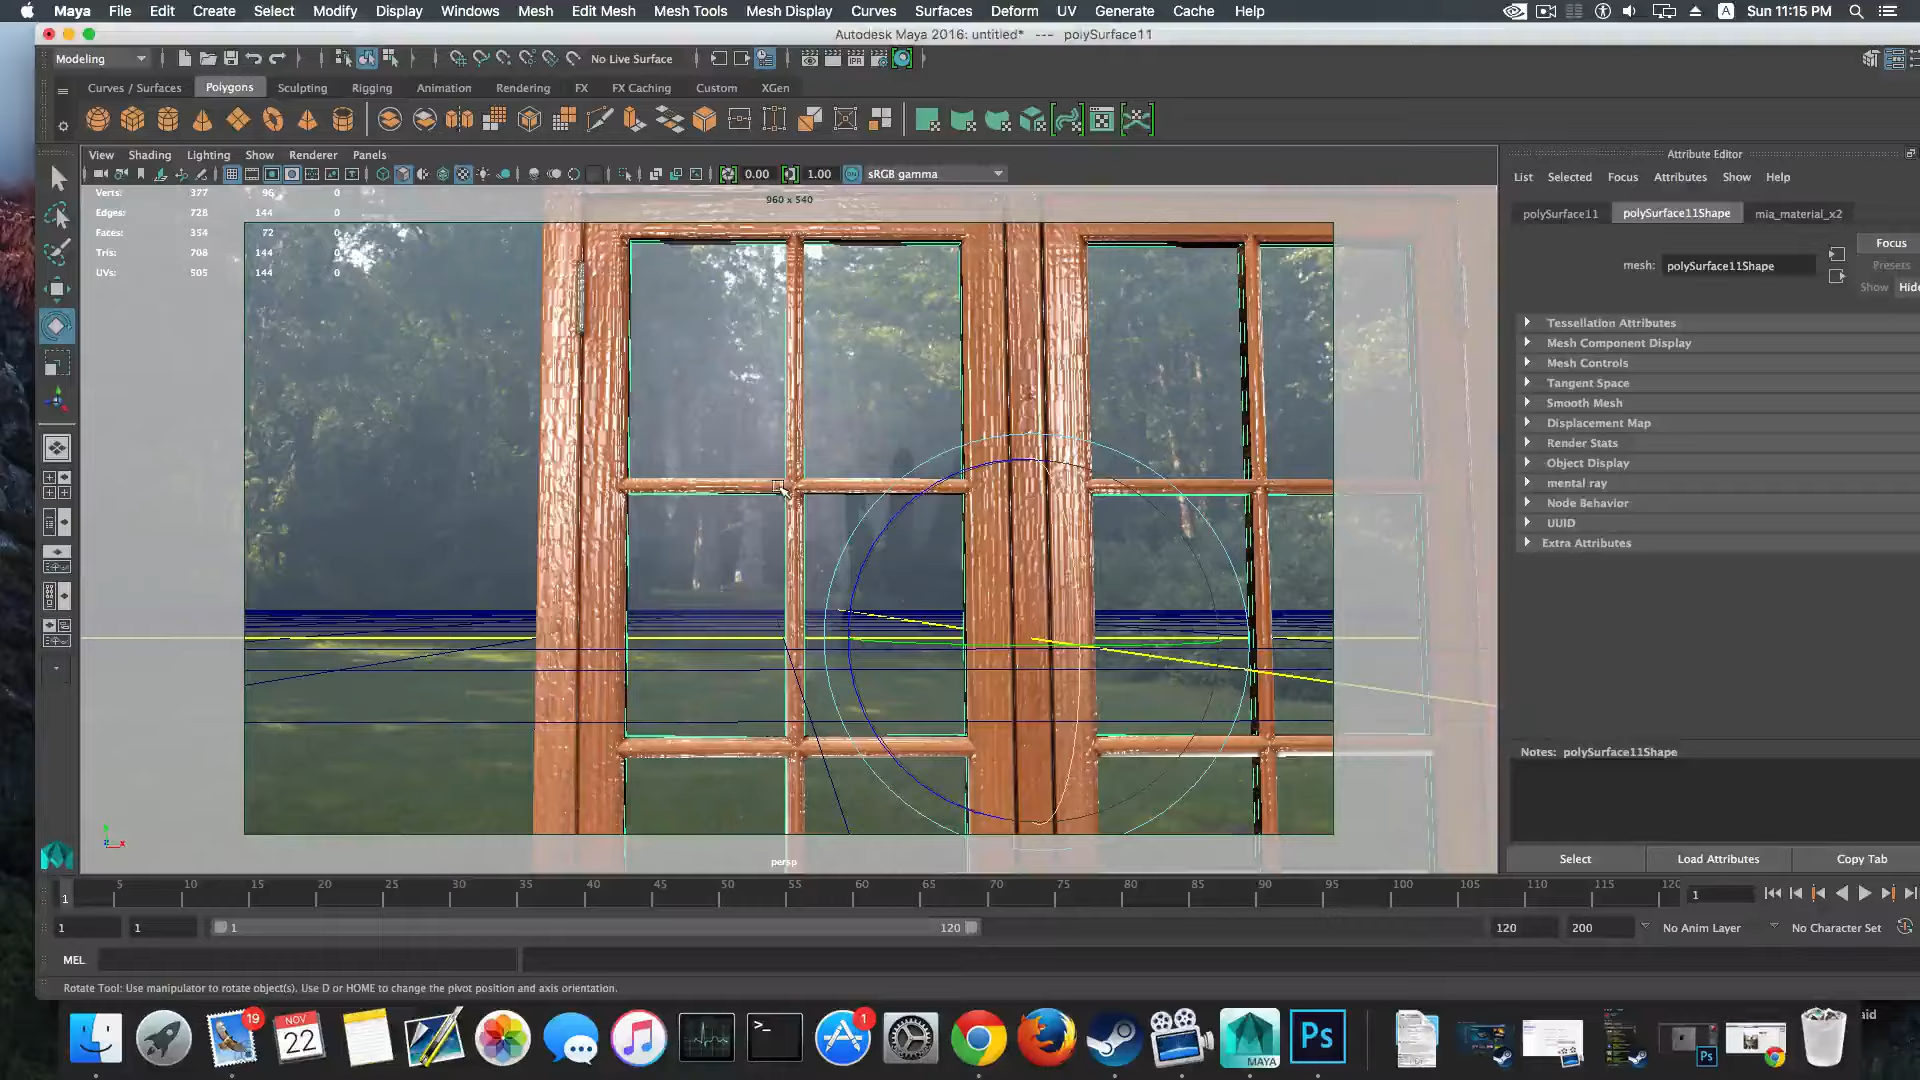 Maya File Edit Create Select Modify Display Windows Mesh Edit Mesh Mesh Tools Mesh Display Curves Surfaces Deform UV Generate Cache Help
A Sun 11:15 PM
Autodesk Maya 2016: untitled* --- polySurface11
Modeling
No Live Surface
IPR
Curves / Surfaces Polygons Sculpting Rigging Animation Rendering FX FX Caching Custom XGen
View Shading Lighting Show Renderer Panels
0.00 1.00 sRGB gamma
Verts: 377 96 0
Edges: 728 144 0
Faces: 354 72 0
Tris: 708 144 0
UVs: 505 144 0
960 x 540
persp
Attribute Editor
List Selected Focus Attributes Show Help
polySurface11 polySurface11Shape mia_material_x2
Focus
mesh: polySurface11Shape
Presets
Show Hide
Tessellation Attributes
Mesh Component Display
Mesh Controls
Tangent Space
Smooth Mesh
Displacement Map
Render Stats
Object Display
mental ray
Node Behavior
UUID
Extra Attributes
Notes: polySurface11Shape
Select Load Attributes Copy Tab
1 5 10 15 20 25 30 35 40 45 50 55 60 65 70 75 80 85 90 95 100 105 110 115 120
1
1 1 1 120 120 200 No Anim Layer No Character Set
MEL
Rotate Tool: Use manipulator to rotate object(s). Use D or HOME to change the pivot position and axis orientation.
19 NOV 22 >_ 1 MAYA Ps Ps
aid